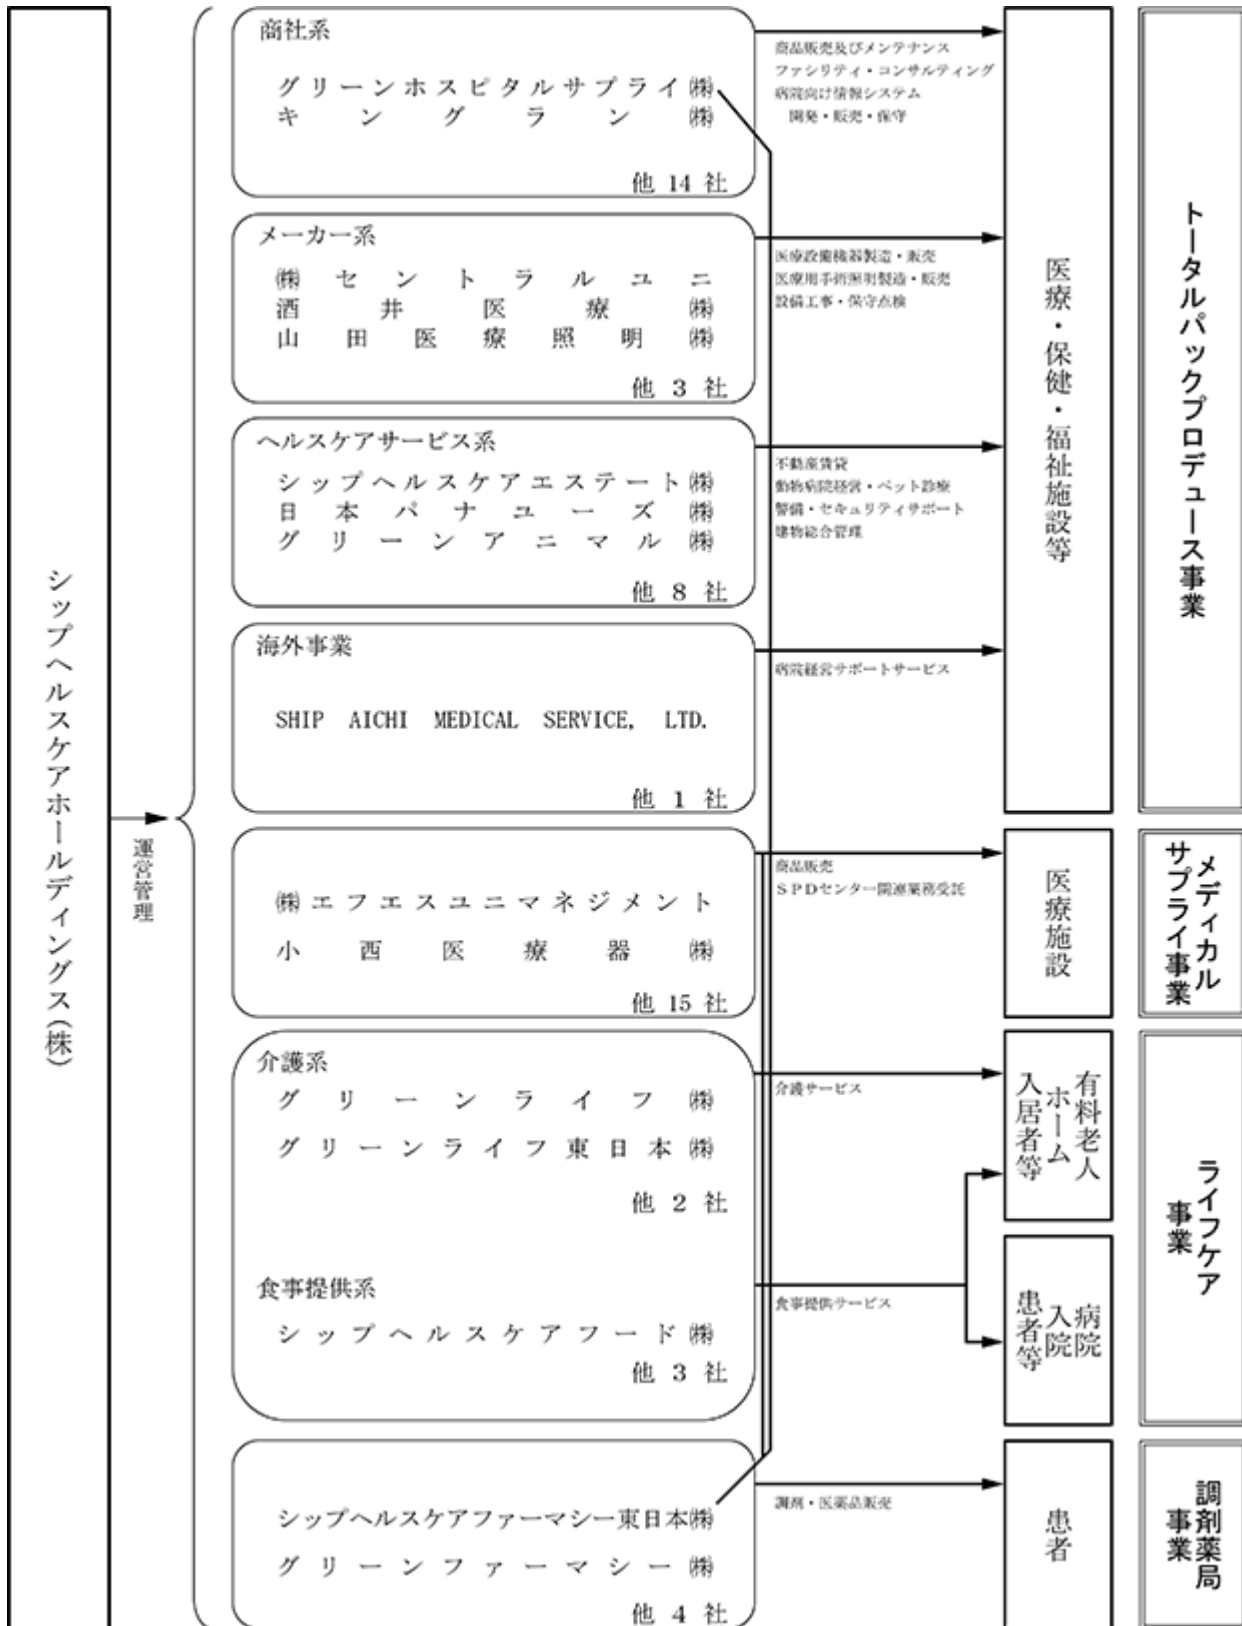 シップヘルスケアホールディングス(株)
運営管理
商社系
グリーンホスピタルサプライ㈱
キングラン㈱
他 14 社
商品販売及びメンテナンス
ファシリティ・コンサルティング
病院向け情報システム
開発・販売・保守
メーカー系
㈱セントラルユニ
酒井医療㈱
山田医療照明㈱
他 3 社
医療設備機器製造・販売
医療用手術照明製造・販売
設備工事・保守点検
ヘルスケアサービス系
シップヘルスケアエステート㈱
日本パナユーズ㈱
グリーンアニマル㈱
他 8 社
不動産賃貸
動物病院経営・ペット診療
警備・セキュリティサポート
建物総合管理
海外事業
SHIP AICHI MEDICAL SERVICE, LTD.
他 1 社
病院経営サポートサービス
医療・保健・福祉施設等
トータルパックプロデュース事業
㈱エフエスユニマネジメント
小西医療器㈱
他 15 社
商品販売
SPDセンター関連業務受託
医療施設
メディカル
サプライ事業
介護系
グリーンライフ㈱
グリーンライフ東日本㈱
他 2 社
介護サービス
有料老人
ホーム
入居者等
食事提供系
シップヘルスケアフード㈱
他 3 社
食事提供サービス
病院
入院
患者等
ライフケア
事業
シップヘルスケアファーマシー東日本㈱
グリーンファーマシー㈱
他 4 社
調剤・医薬品販売
患者
調剤薬局
事業